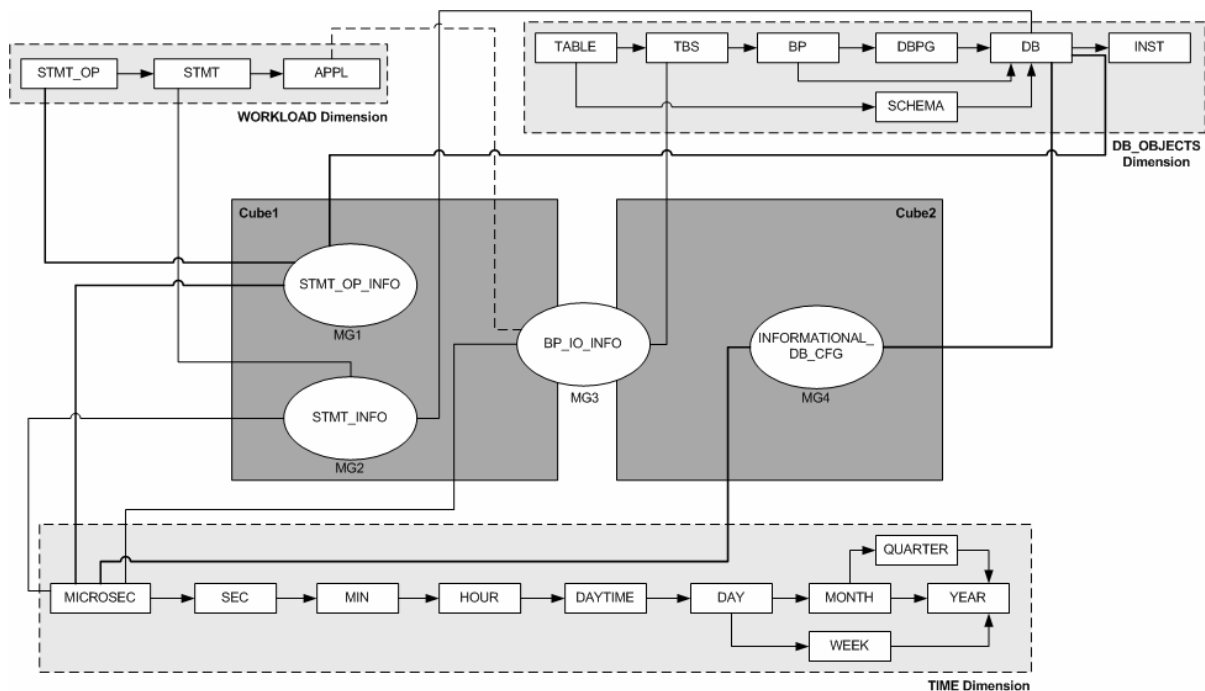 TABLE
TBS
BP
DBPG
DB
INST
STMT_OP
STMT
APPL
SCHEMA
WORKLOAD Dimension
DB_OBJECTS
Dimension
Cube1
Cube2
STMT_OP_INFO
MG1
BP_IO_INFO
MG3
INFORMATIONAL_
DB_CFG
MG4
STMT_INFO
MG2
QUARTER
MICROSEC
SEC
MIN
HOUR
DAYTIME
DAY
MONTH
YEAR
WEEK
TIME Dimension